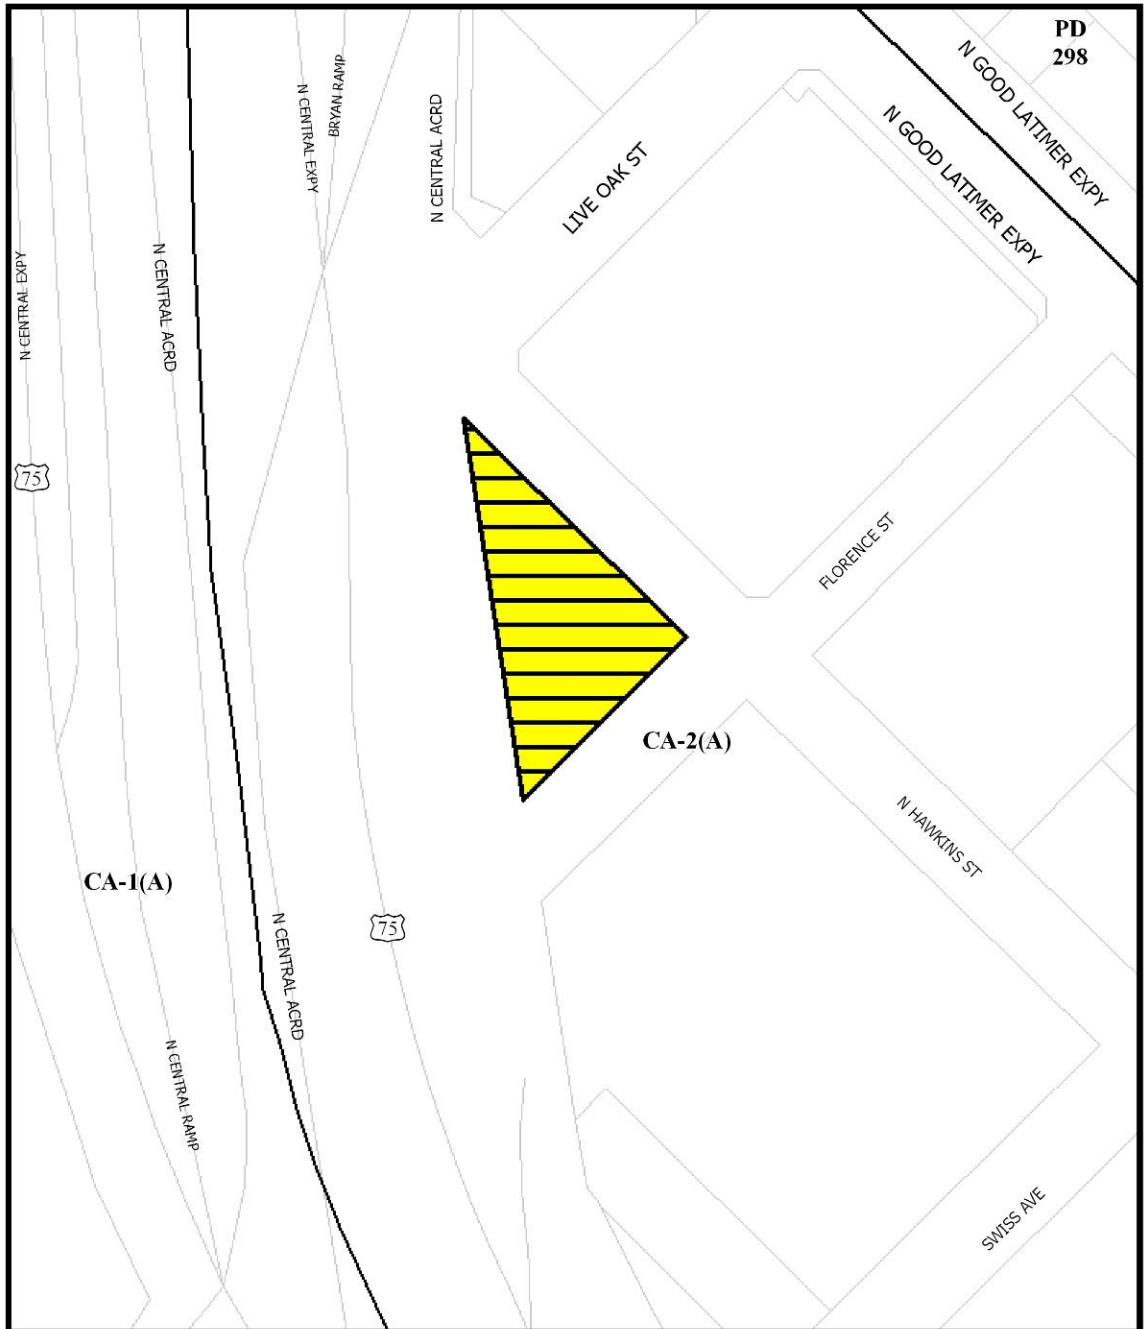 PD
298
N GOOD LATIMER EXPY
N GOOD LATIMER EXPY
BRYAN RAMP
N CENTRAL EXPY
N CENTRAL ACRD
LIVE OAK ST
N CENTRAL EXPY
N CENTRAL ACRD
75
FLORENCE ST
CA-2(A)
N HAWKINS ST
CA-1(A)
75
N CENTRAL ACRD
N CENTRAL RAMP
SWISS AVE